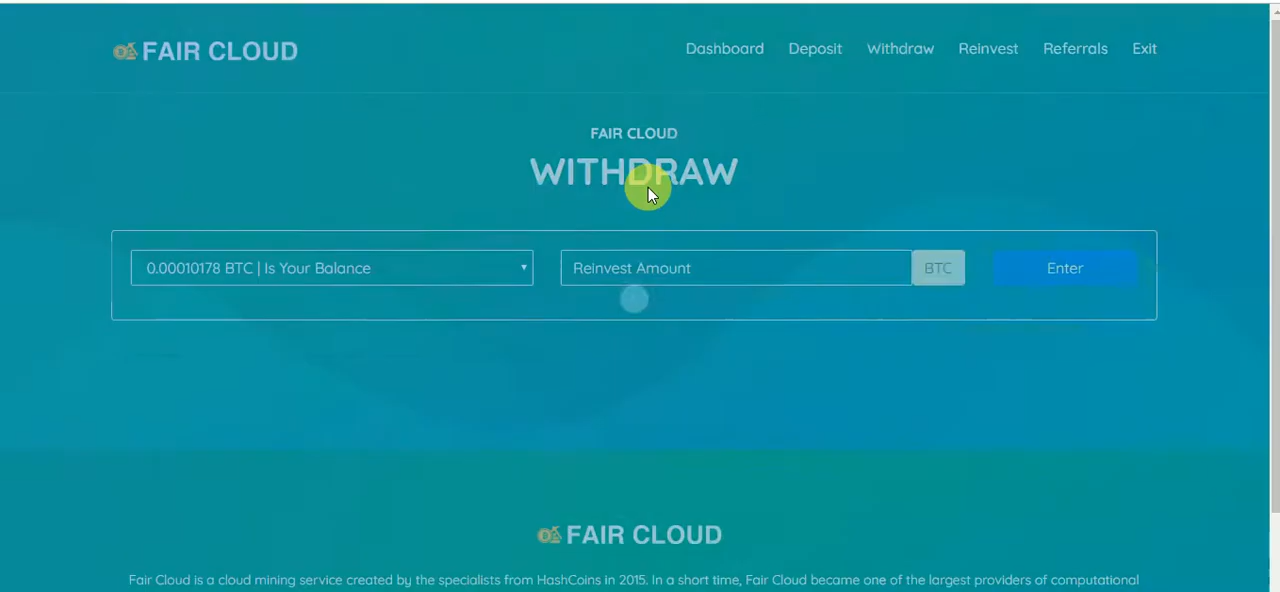 FAIR CLOUD
Dashboard Deposit Withdraw Reinvest Referrals Exit
FAIR CLOUD
WITHDRAW
0.00010178 BTC | Is Your Balance
Reinvest Amount
BTC
Enter
FAIR CLOUD
Fair Cloud is a cloud mining service created by the specialists from HashCoins in 2015. In a short time, Fair Cloud became one of the largest providers of computational